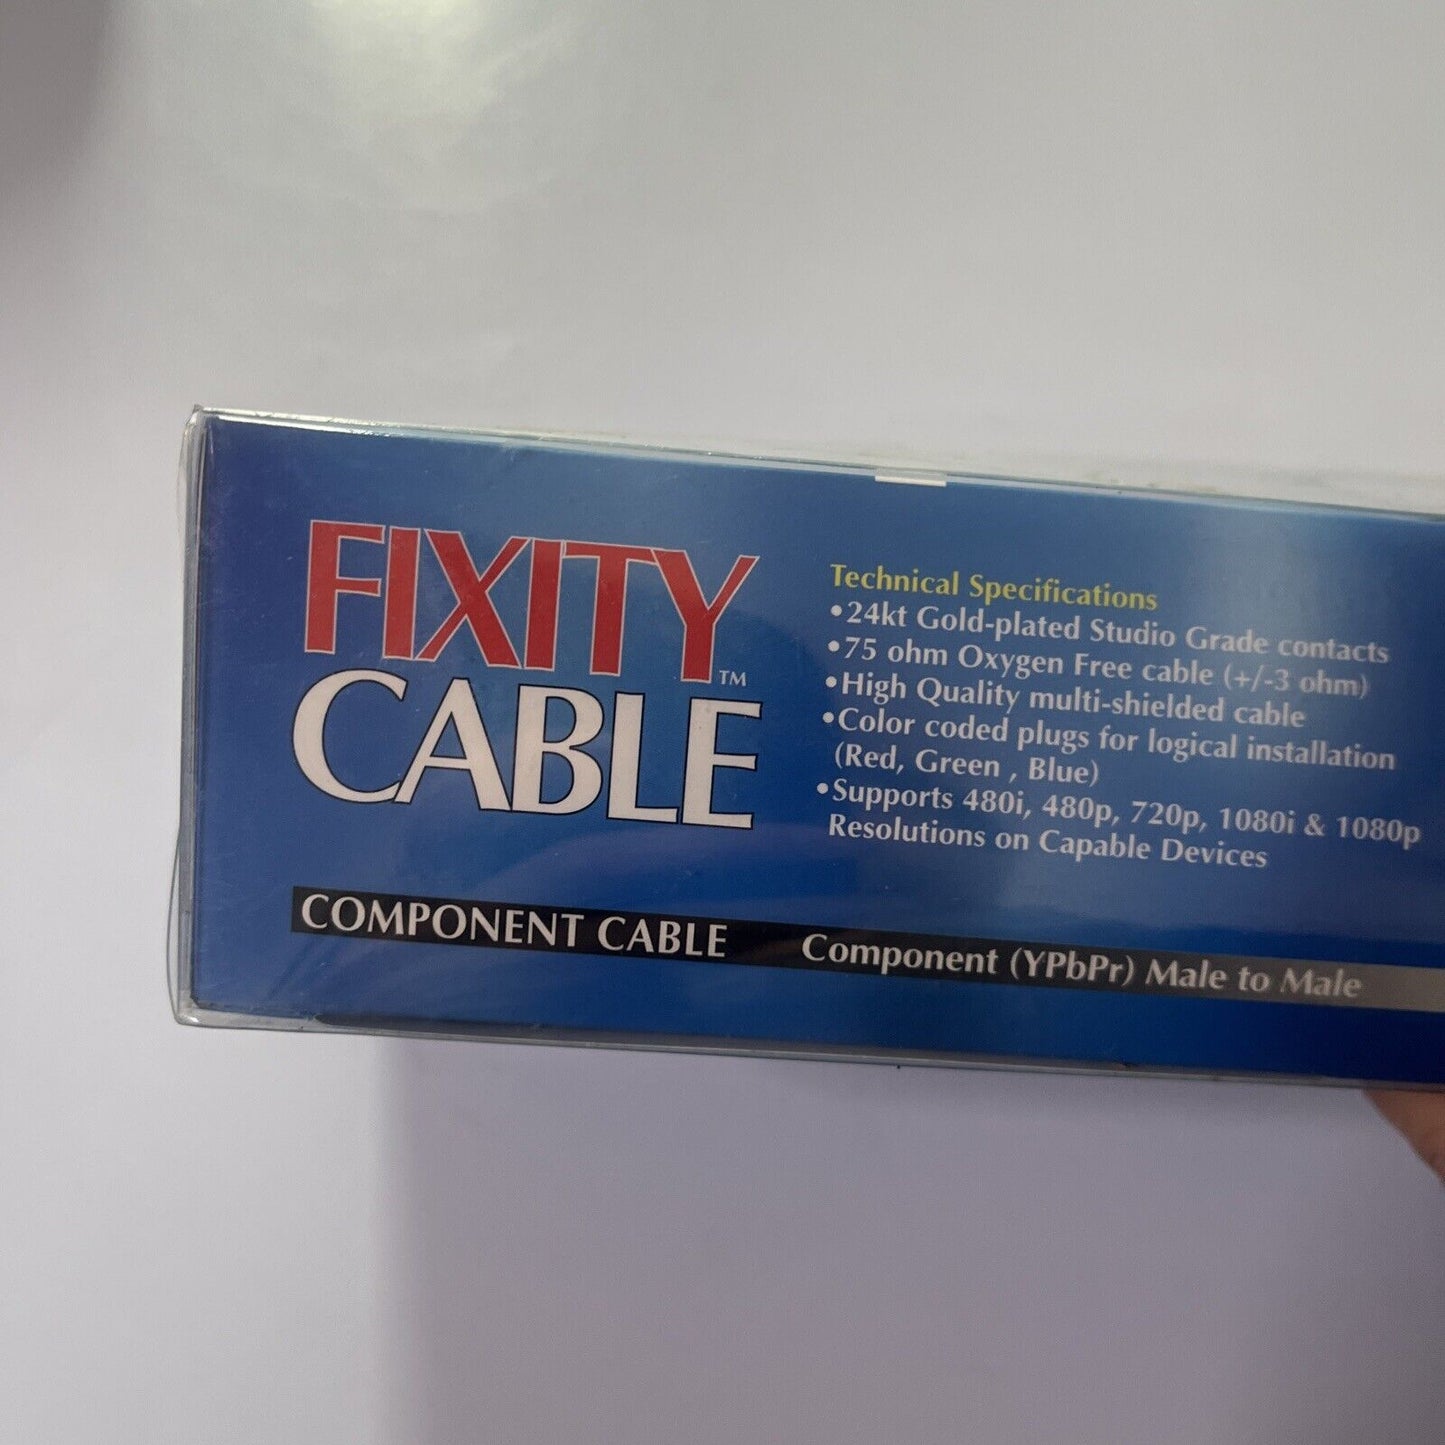 FIXITY
CABLE™
Technical Specifications
•24kt Gold-plated Studio Grade contacts
•75 ohm Oxygen Free cable (+/-3 ohm)
•High Quality multi-shielded cable
•Color coded plugs for logical installation
(Red, Green , Blue)
•Supports 480i, 480p, 720p, 1080i & 1080p
Resolutions on Capable Devices
COMPONENT CABLE Component (YPbPr) Male to Male